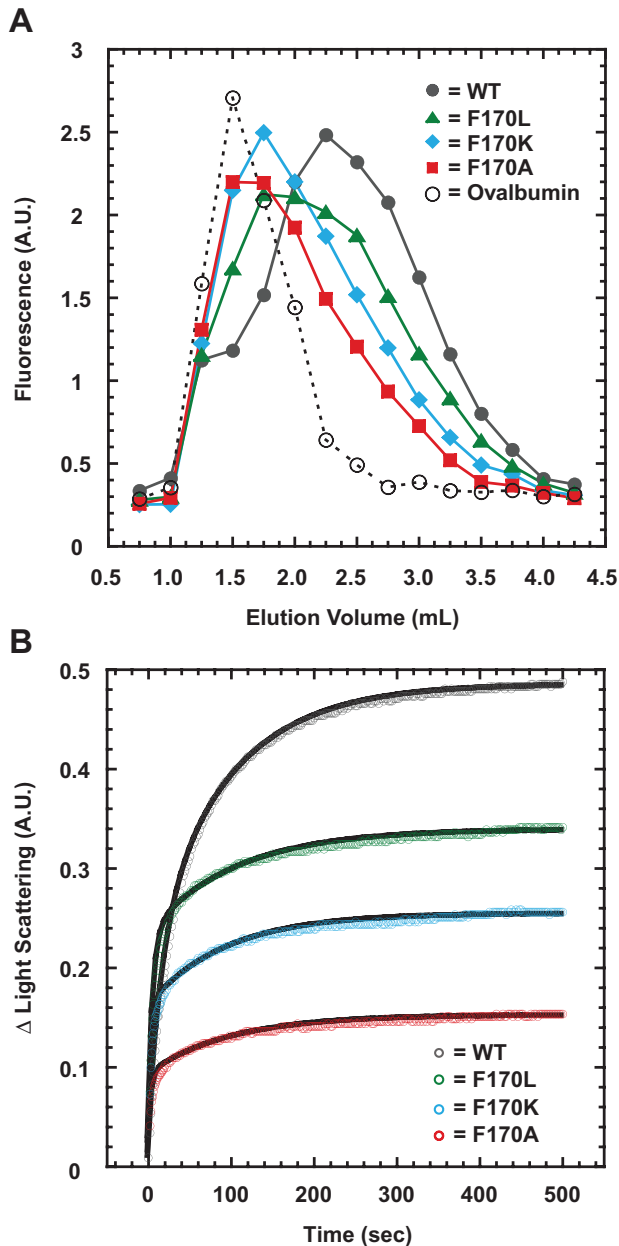 A
3
2.5
2
1.5
1
0.5
0
Fluorescence (A.U.)
= WT
= F170L
= F170K
= F170A
= Ovalbumin
0.5 1.0 1.5 2.0 2.5 3.0 3.5 4.0 4.5
Elution Volume (mL)
B
0.5
0.4
0.3
0.2
0.1
0
Δ Light Scattering (A.U.)
= WT
= F170L
= F170K
= F170A
0 100 200 300 400 500
Time (sec)